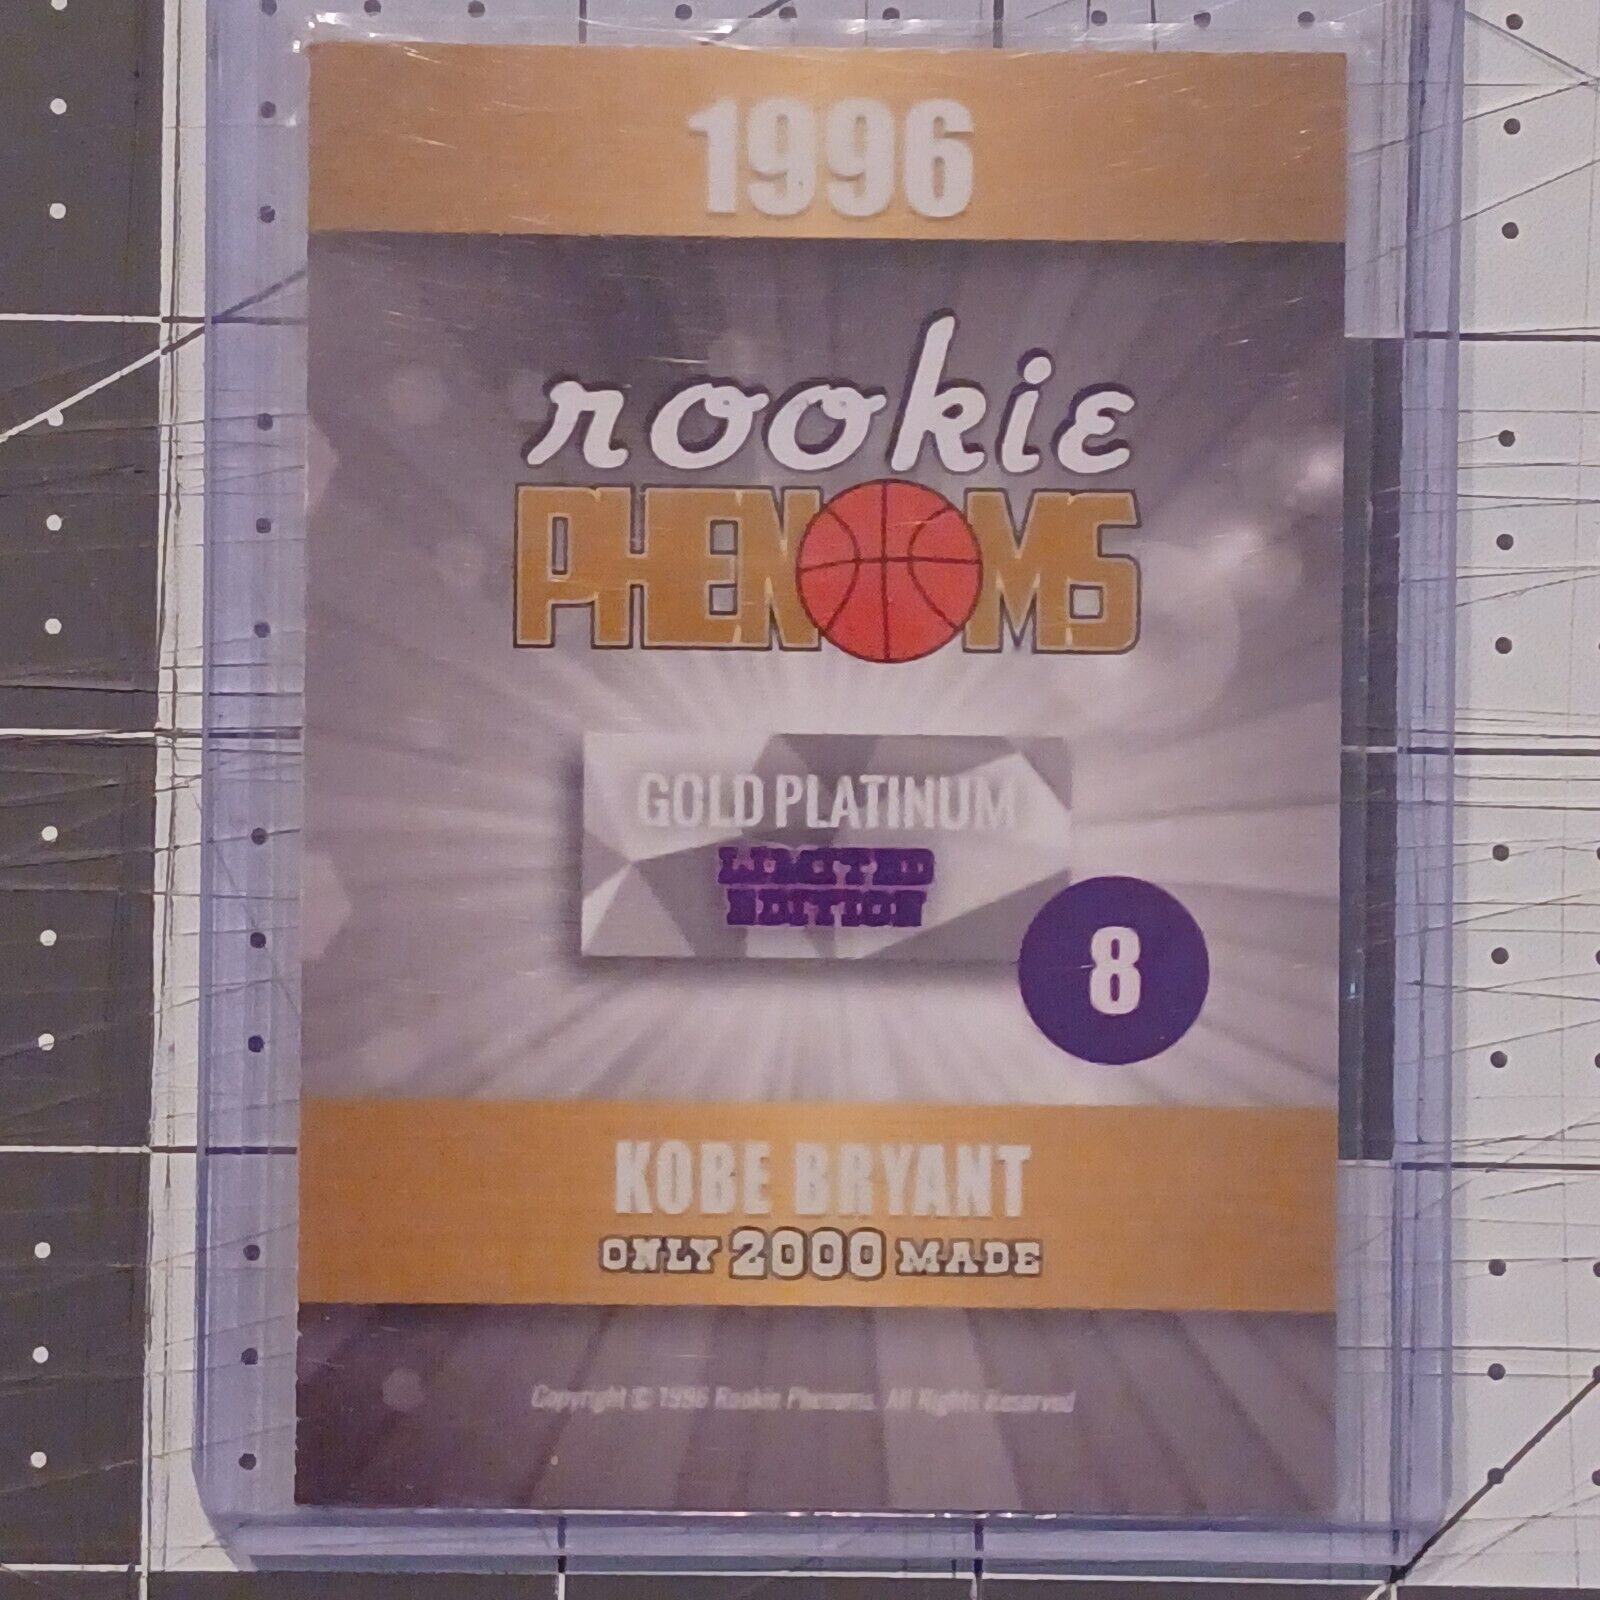 1996
rookie
PHENOMS
GOLD PLATINUM
LIMITED
EDITION
8
KOBE BRYANT
ONLY 2000 MADE
Copyright © 1996 Rookie Phenoms. All Rights Reserved